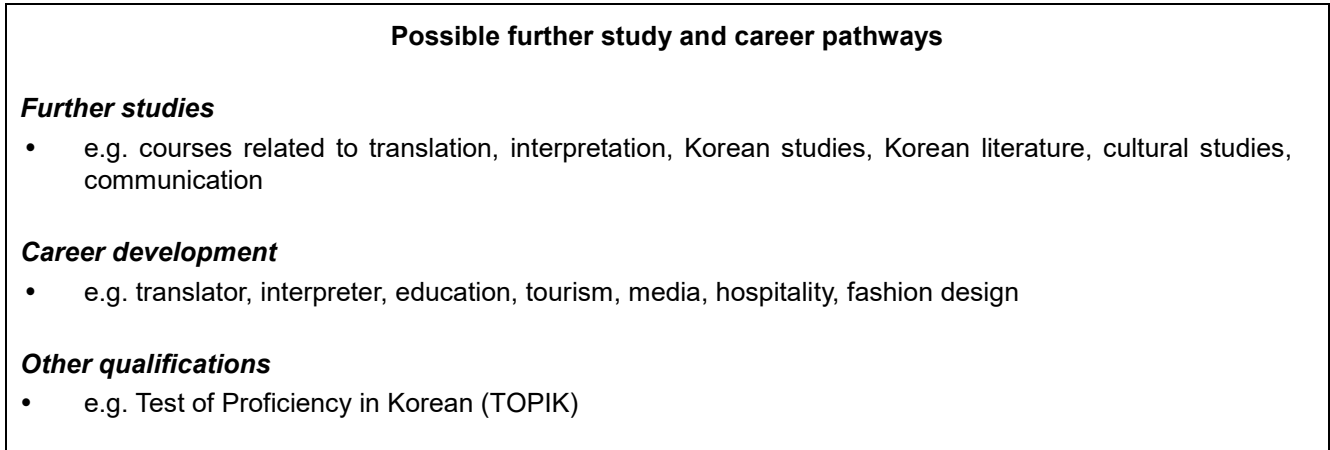 Possible further study and career pathways
Further studies
• e.g. courses related to translation, interpretation, Korean studies, Korean literature, cultural studies,
communication
Career development
• e.g. translator, interpreter, education, tourism, media, hospitality, fashion design
Other qualifications
• e.g. Test of Proficiency in Korean (TOPIK)